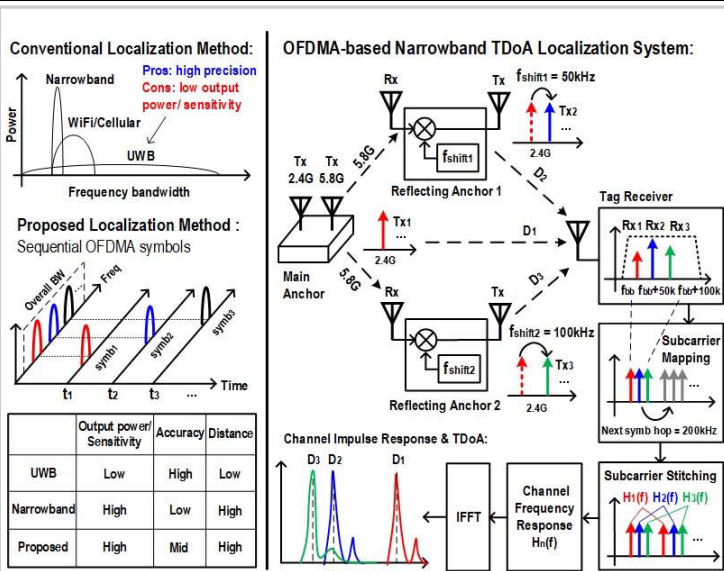 Conventional Localization Method:
Narrowband
Pros: high precision
Cons: low output
power/ sensitivity
WiFi/Cellular
UWB
Power
Frequency bandwidth
Proposed Localization Method :
Sequential OFDMA symbols
Overall BW
Freq
symb1
symb2
symb3
t1 t2 t3 ... Time
Output power/ Sensitivity Accuracy Distance
UWB Low High Low
Narrowband High Low High
Proposed High Mid High
OFDMA-based Narrowband TDoA Localization System:
Rx
Tx
fshift1 = 50kHz
Tx2
...
2.4G
fshift1
Reflecting Anchor 1
5.8G
Tx Tx
2.4G 5.8G
Main
Anchor
Tx1
...
2.4G
D2
D1
D3
5.8G
Rx
Tx
fshift2
Reflecting Anchor 2
fshift2 = 100kHz
Tx3
...
2.4G
Tag Receiver
Rx1 Rx2 Rx3
fbb fbb+50k fbb+100k
Subcarrier
Mapping
...
Next symb hop = 200kHz
Subcarrier Stitching
H1(f) H2(f) H3(f)
...
Channel
Frequency
Response
Hn(f)
IFFT
Channel Impulse Response & TDoA:
D3 D2 D1